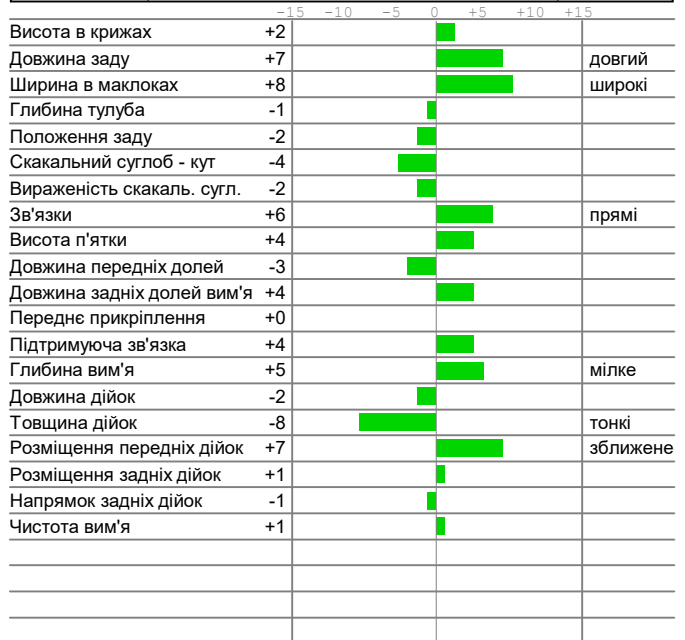 -15 -10 -5 0 +5 +10 +15
Висота в крижах +2
Довжина заду +7 довгий
Ширина в маклоках +8 широкі
Глибина тулуба -1
Положення заду -2
Скакальний суглоб - кут -4
Вираженість скакаль. сугл. -2
Зв'язки +6 прямі
Висота п'ятки +4
Довжина передніх долей -3
Довжина задніх долей вим'я +4
Переднє прикріплення +0
Підтримуюча зв'язка +4
Глибина вим'я +5 мілке
Довжина дійок -2
Товщина дійок -8 тонкі
Розміщення передніх дійок +7 зближене
Розміщення задніх дійок +1
Напрямок задніх дійок -1
Чистота вим'я +1